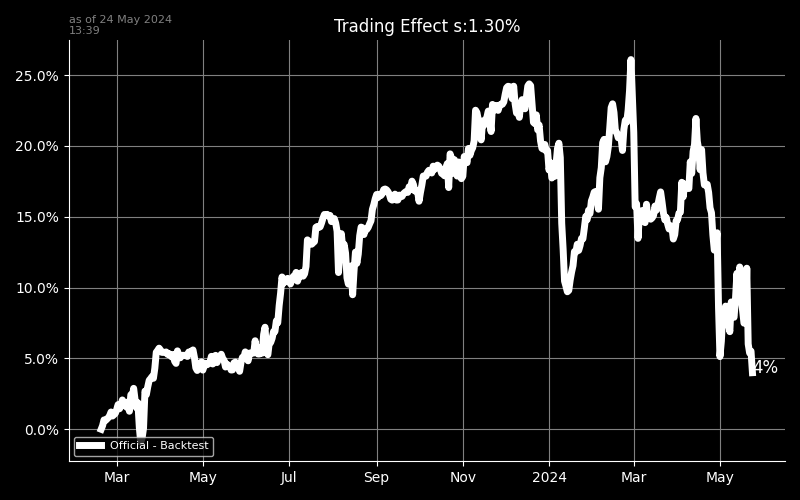 as of 24 May 2024
13:39
Trading Effect s:1.30%
25.0%
20.0%
15.0%
10.0%
5.0%
0.0%
4%
Official - Backtest
Mar May Jul Sep Nov 2024 Mar May